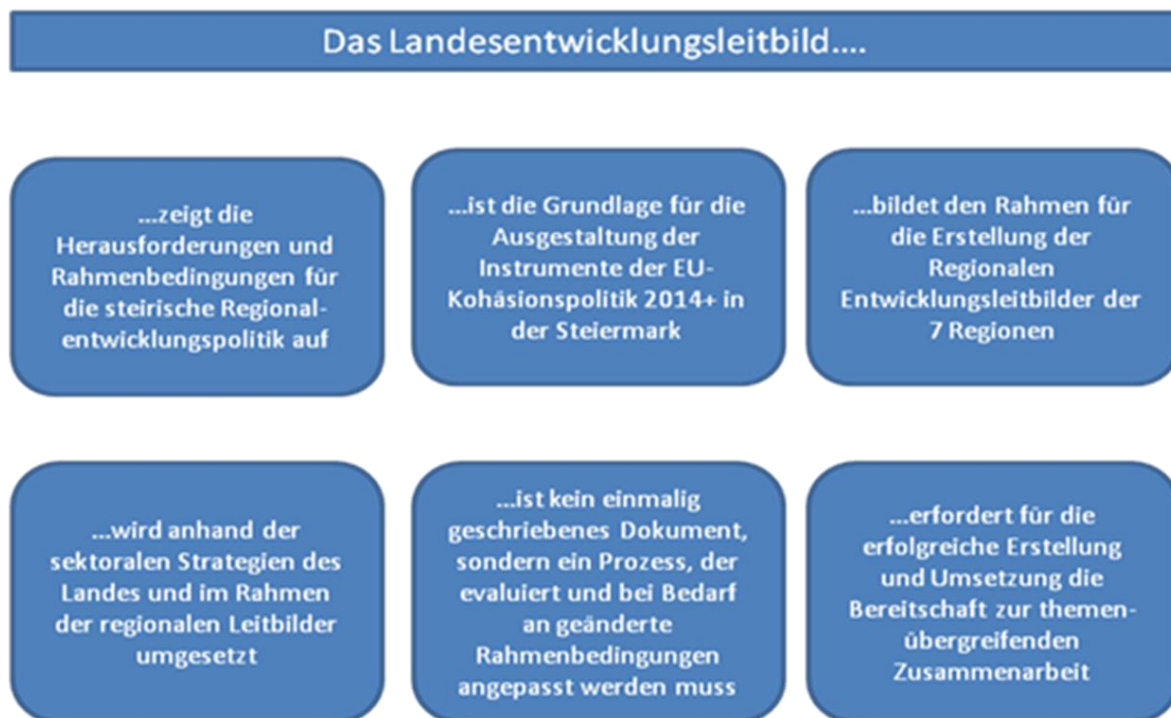 Das Landesentwicklungsleitbild....
...zeigt die
Herausforderungen und
Rahmenbedingungen für
die steirische Regional-
entwicklungspolitik auf
...ist die Grundlage für die
Ausgestaltung der
Instrumente der EU-
Kohäsionspolitik 2014+ in
der Steiermark
...bildet den Rahmen für
die Erstellung der
Regionalen
Entwicklungsleitbilder der
7 Regionen
...wird anhand der
sektoralen Strategien des
Landes und im Rahmen
der regionalen Leitbilder
umgesetzt
...ist kein einmalig
geschriebenes Dokument,
sondern ein Prozess, der
evaluiert und bei Bedarf
an geänderte
Rahmenbedingungen
angepasst werden muss
...erfordert für die
erfolgreiche Erstellung
und Umsetzung die
Bereitschaft zur themen-
übergreifenden
Zusammenarbeit